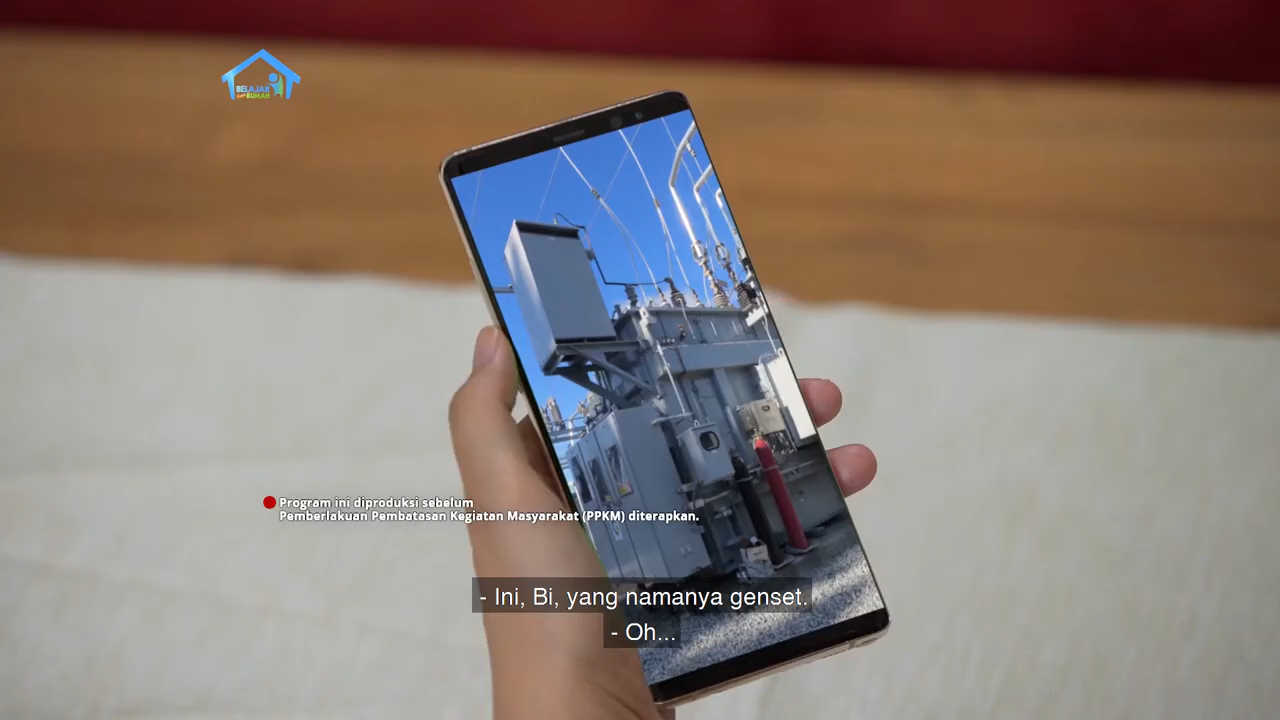 BELAJAR
RUMAH
Program ini diproduksi sebelum
Pemberlakuan Pembatasan Kegiatan Masyarakat (PPKM) diterapkan.
- Ini, Bi, yang namanya genset.
- Oh...